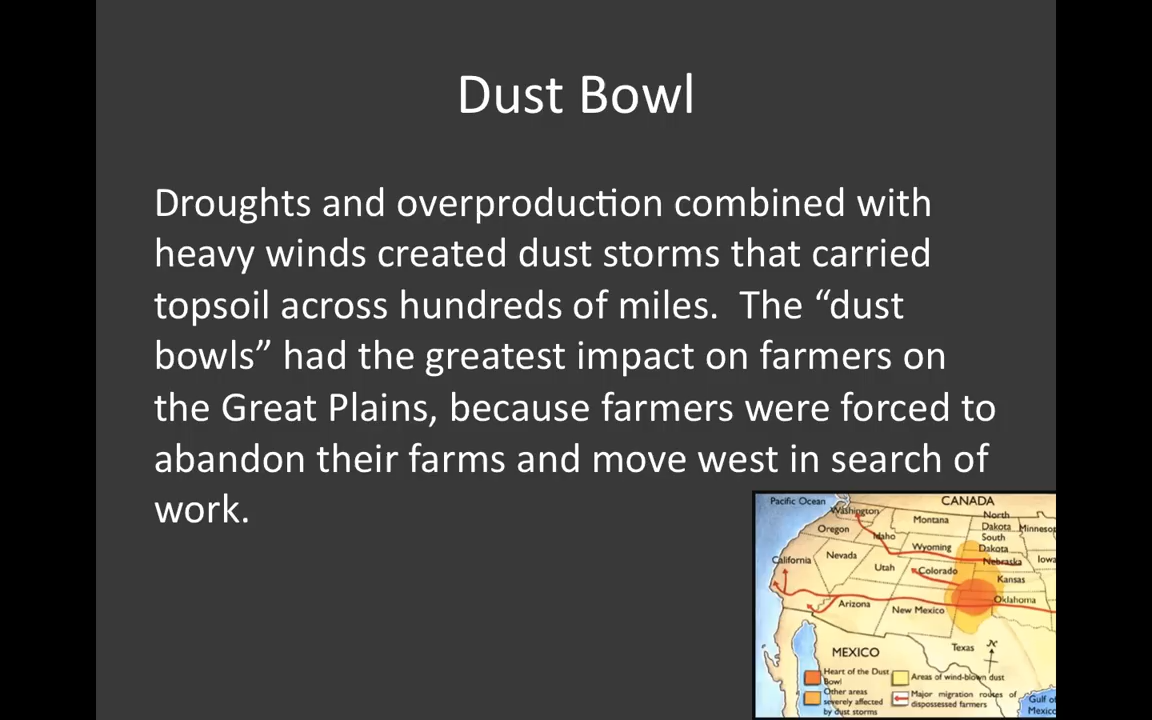 Dust Bowl
Droughts and overproduction combined with
heavy winds created dust storms that carried
topsoil across hundreds of miles.  The “dust
bowls” had the greatest impact on farmers on
the Great Plains, because farmers were forced to
abandon their farms and move west in search of
work.
Pacific Ocean
CANADA
Washington
Montana
North
Dakota
Minnesot
Oregon
Idaho
South
Dakota
Wyoming
Nevada
California
Nebraska
Iowa
Utah
Colorado
Kansas
Arizona
New Mexico
Oklahoma
Texas
N
MEXICO
Heart of the Dust
Bowl
Areas of wind-blown dust
Other areas
severely affected
by dust storms
Major migration routes of
dispossessed farmers
Gulf of
Mexico